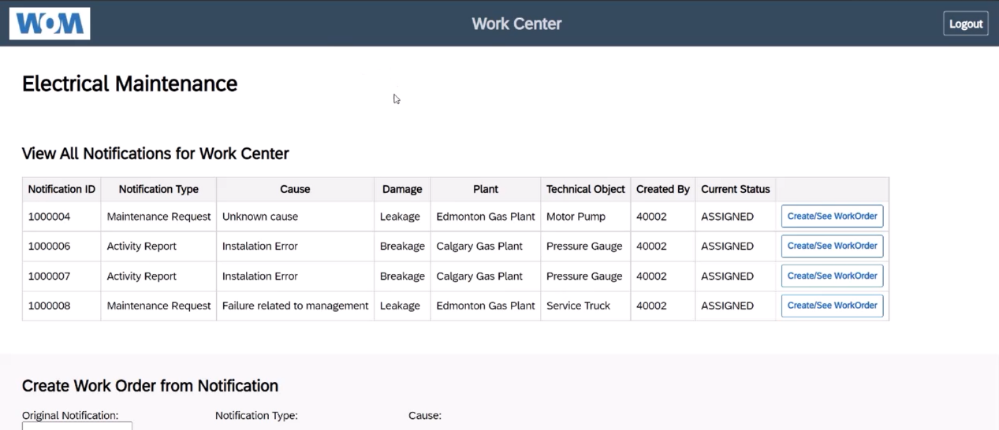 WOM Work Center Logout
Electrical Maintenance
View All Notifications for Work Center
Notification ID Notification Type Cause Damage Plant Technical Object Created By Current Status
1000004 Maintenance Request Unknown cause Leakage Edmonton Gas Plant Motor Pump 40002 ASSIGNED Create/See WorkOrder
1000006 Activity Report Instalation Error Breakage Calgary Gas Plant Pressure Gauge 40002 ASSIGNED Create/See WorkOrder
1000007 Activity Report Instalation Error Breakage Calgary Gas Plant Pressure Gauge 40002 ASSIGNED Create/See WorkOrder
1000008 Maintenance Request Failure related to management Leakage Edmonton Gas Plant Service Truck 40002 ASSIGNED Create/See WorkOrder
Create Work Order from Notification
Original Notification: Notification Type: Cause: